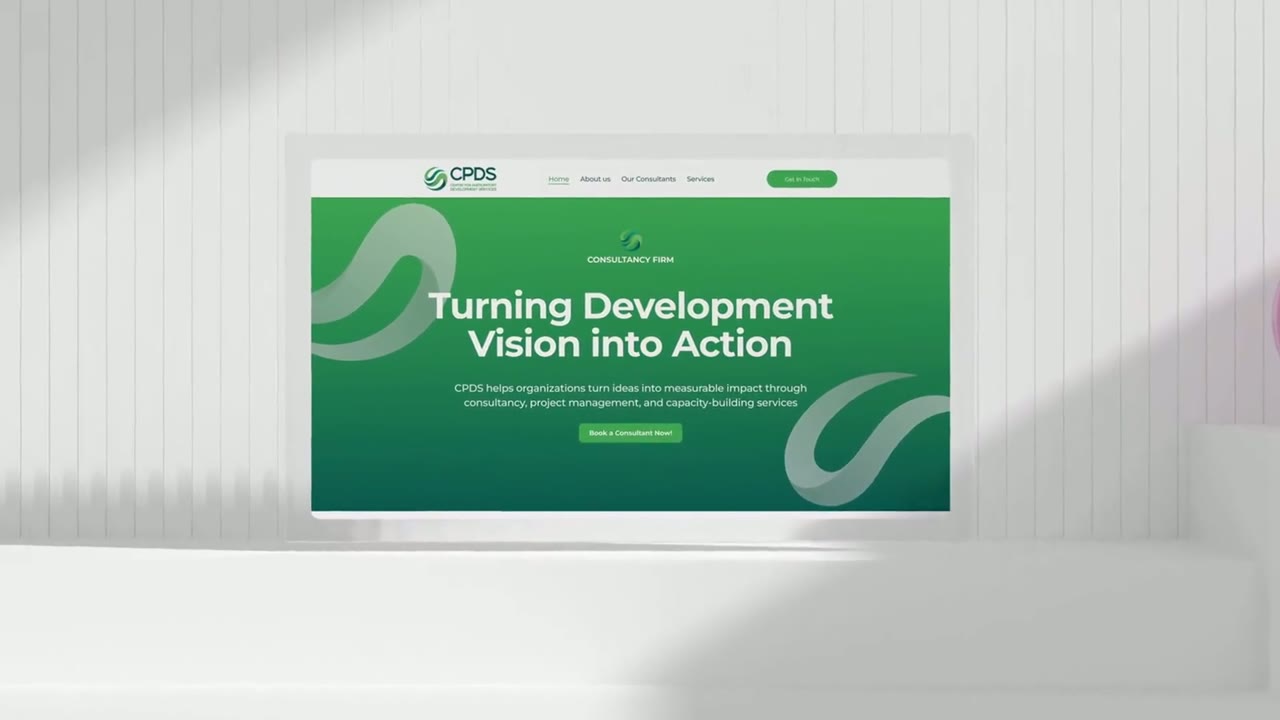 CPDS
Home About us Our Consultants Services
Get in Touch
CONSULTANCY FIRM
Turning Development
Vision into Action
CPDS helps organizations turn ideas into measurable impact through
consultancy, project management, and capacity-building services
Book a Consultant Now!